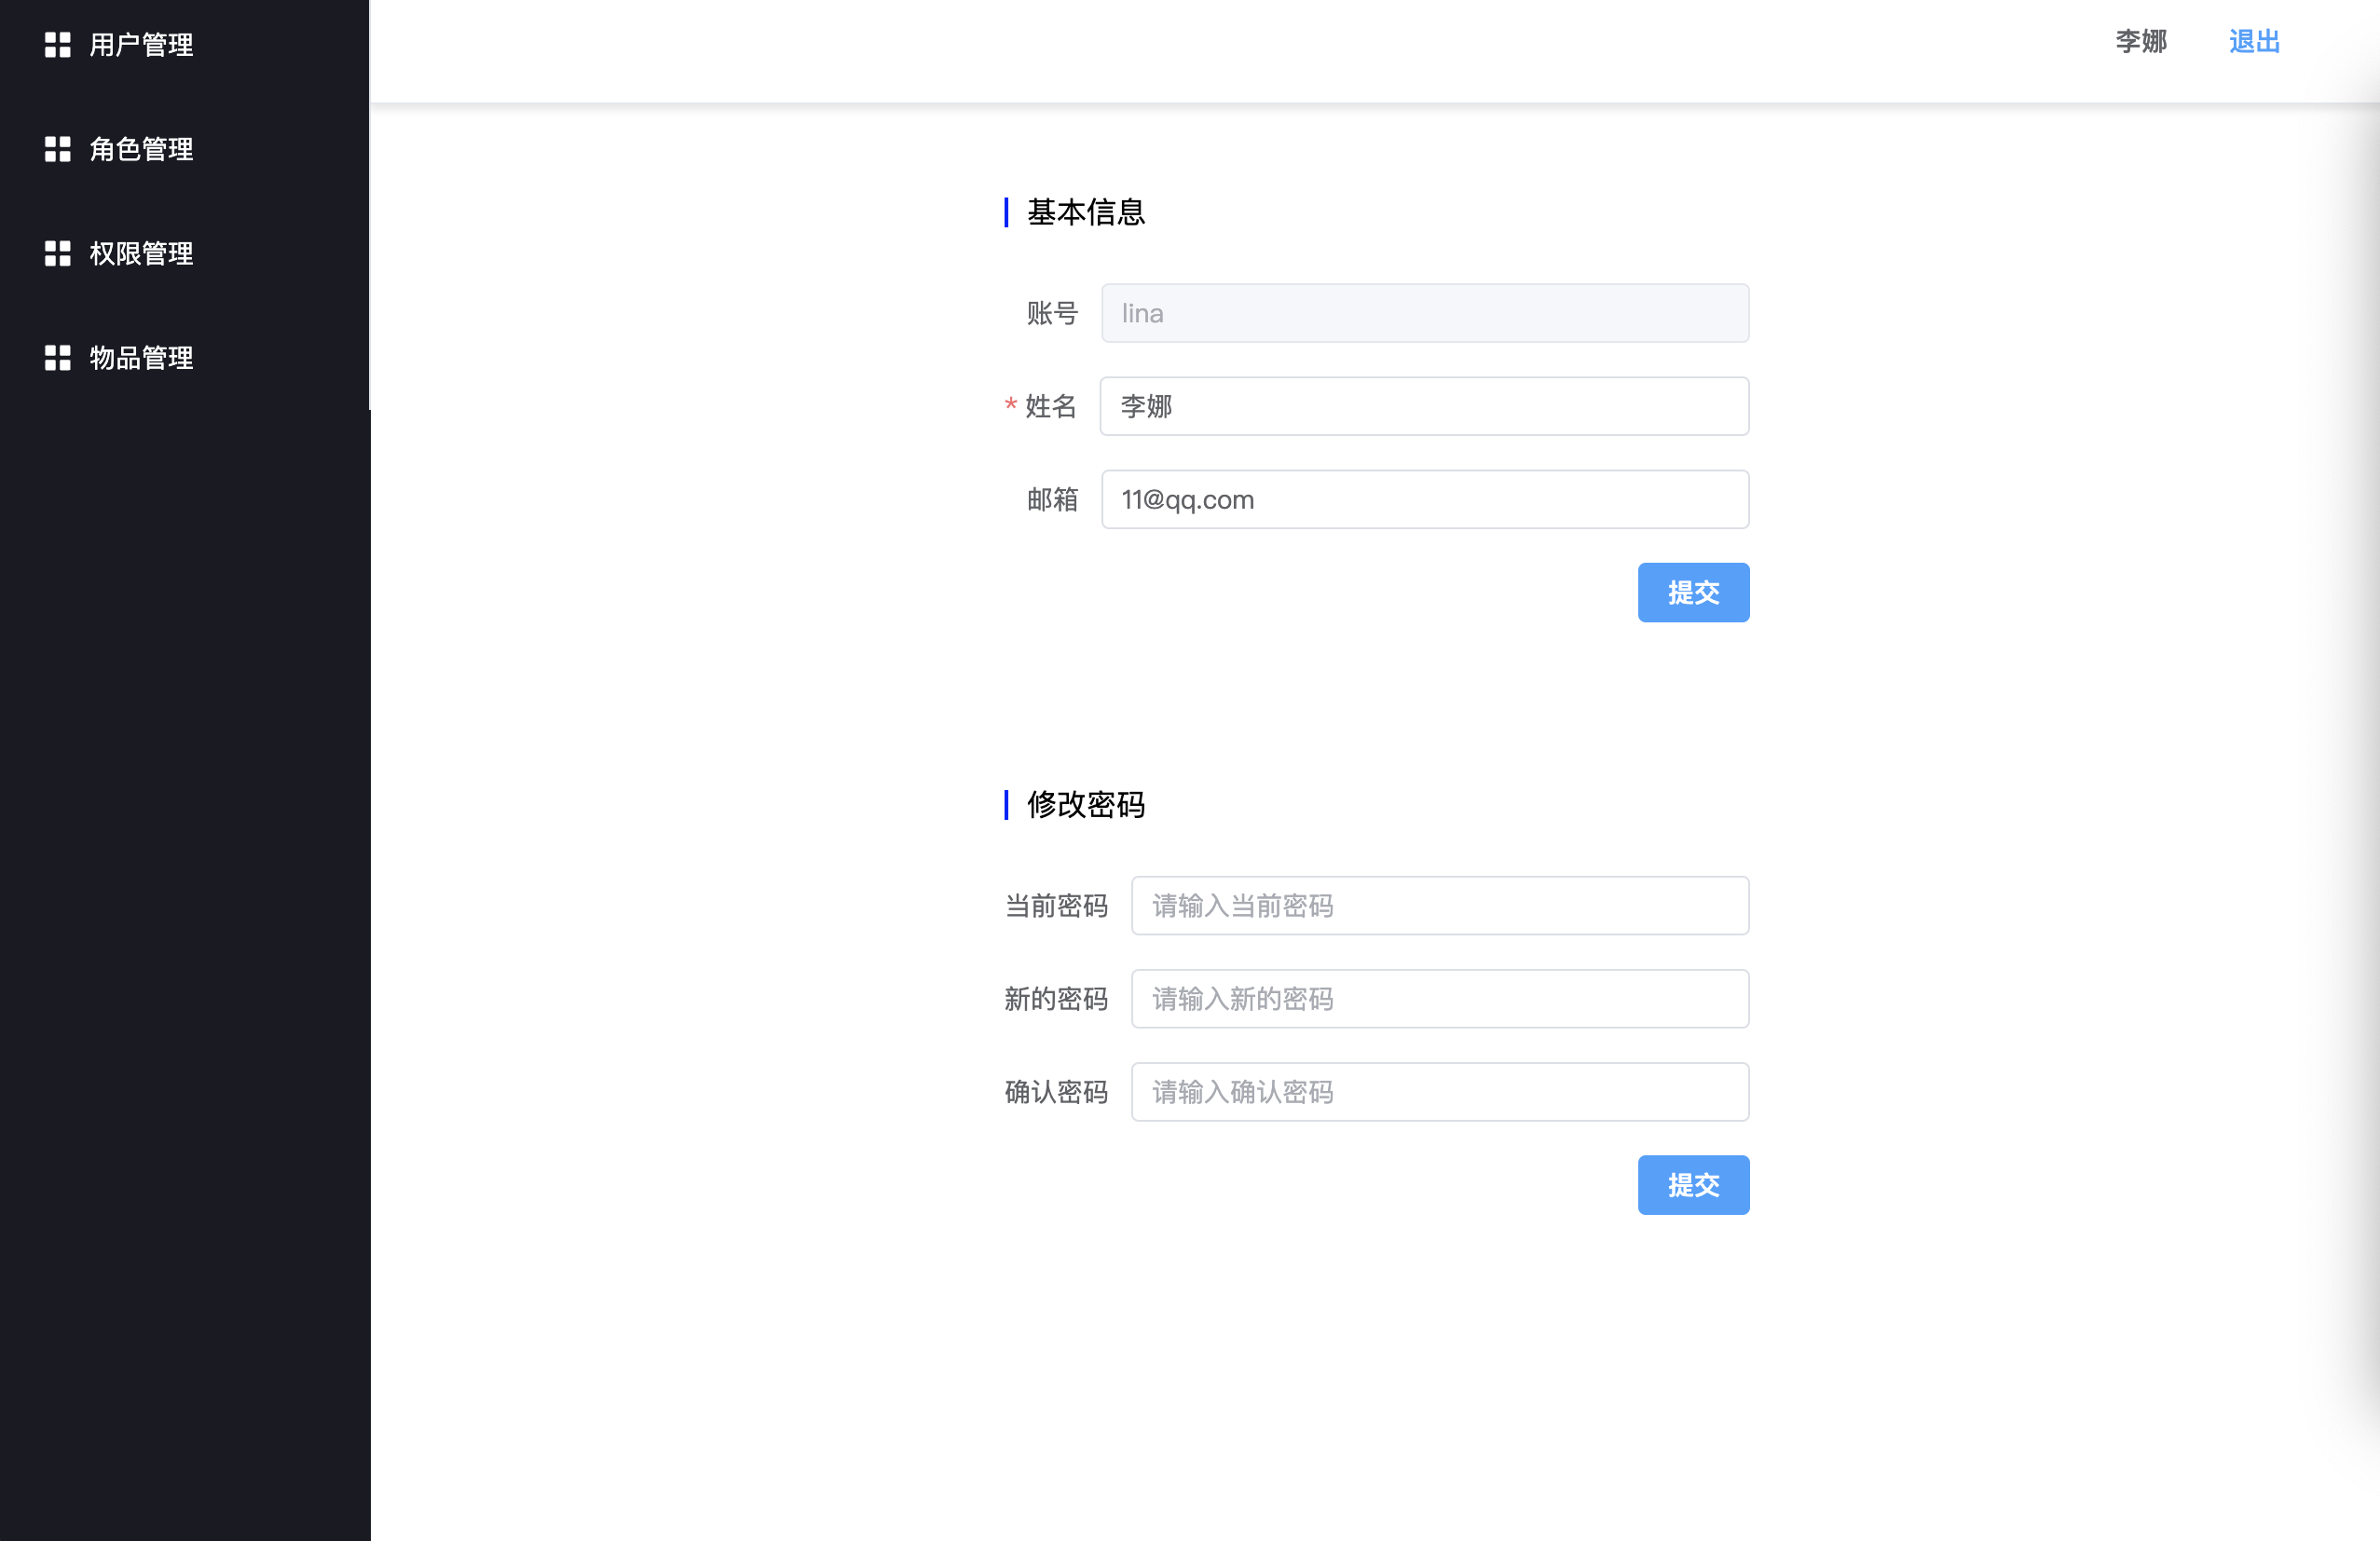 用户管理
角色管理
权限管理
物品管理
李娜 退出
基本信息
账号 lina
* 姓名 李娜
邮箱 11@qq.com
提交
修改密码
当前密码 请输入当前密码
新的密码 请输入新的密码
确认密码 请输入确认密码
提交